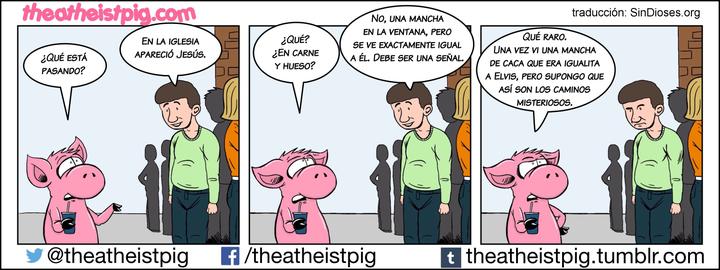 theatheistpig.com
traducción: SinDioses.org
¿QUÉ ESTÁ
PASANDO?
EN LA IGLESIA
APARECIÓ JESÚS.
¿QUÉ?
¿EN CARNE
Y HUESO?
NO, UNA MANCHA
EN LA VENTANA, PERO
SE VE EXACTAMENTE IGUAL
A ÉL. DEBE SER UNA SEÑAL.
QUÉ RARO.
UNA VEZ VI UNA MANCHA
DE CACA QUE ERA IGUALITA
A ELVIS, PERO SUPONGO QUE
ASÍ SON LOS CAMINOS
MISTERIOSOS.
@theatheistpig
f /theatheistpig
t theatheistpig.tumblr.com